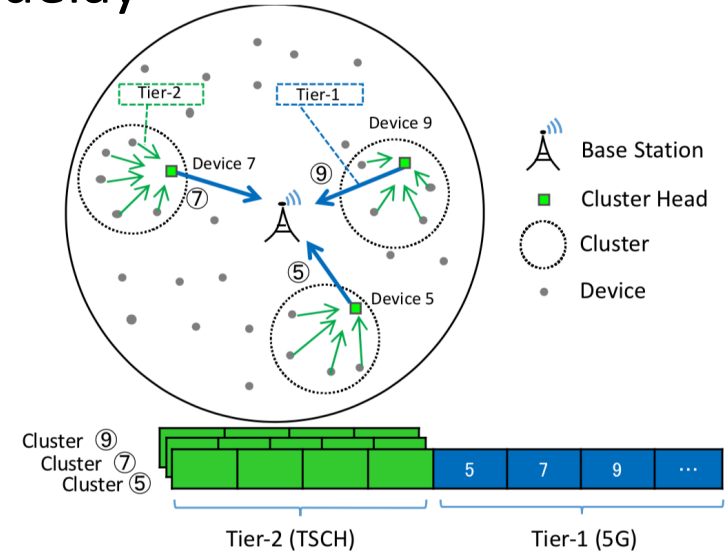 delay
Tier-2
Tier-1
Device 9
Device 7
⑨
⑦
⑤
Device 5
Base Station
Cluster Head
Cluster
Device
Cluster ⑨
Cluster ⑦
Cluster ⑤
5 7 9 ...
Tier-2 (TSCH) Tier-1 (5G)